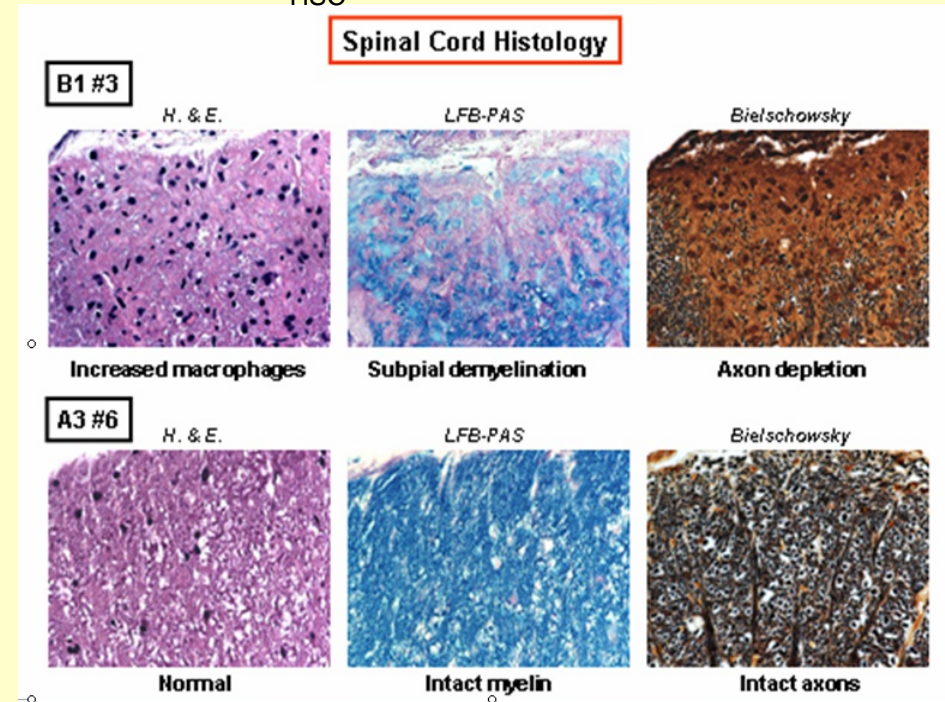 Spinal Cord Histology
B1 #3
H. & E. LFB-PAS Bielschowsky
Increased macrophages Subpial demyelination Axon depletion
A3 #6
H. & E. LFB-PAS Bielschowsky
Normal Intact myelin Intact axons